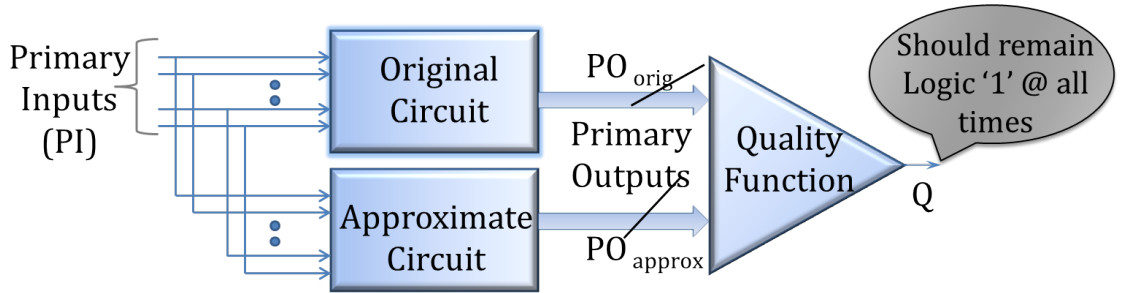 Primary
Inputs
(PI)
Original
Circuit
Approximate
Circuit
PO orig
Primary
Outputs
PO approx
Quality
Function
Should remain
Logic ‘1’ @ all
times
Q